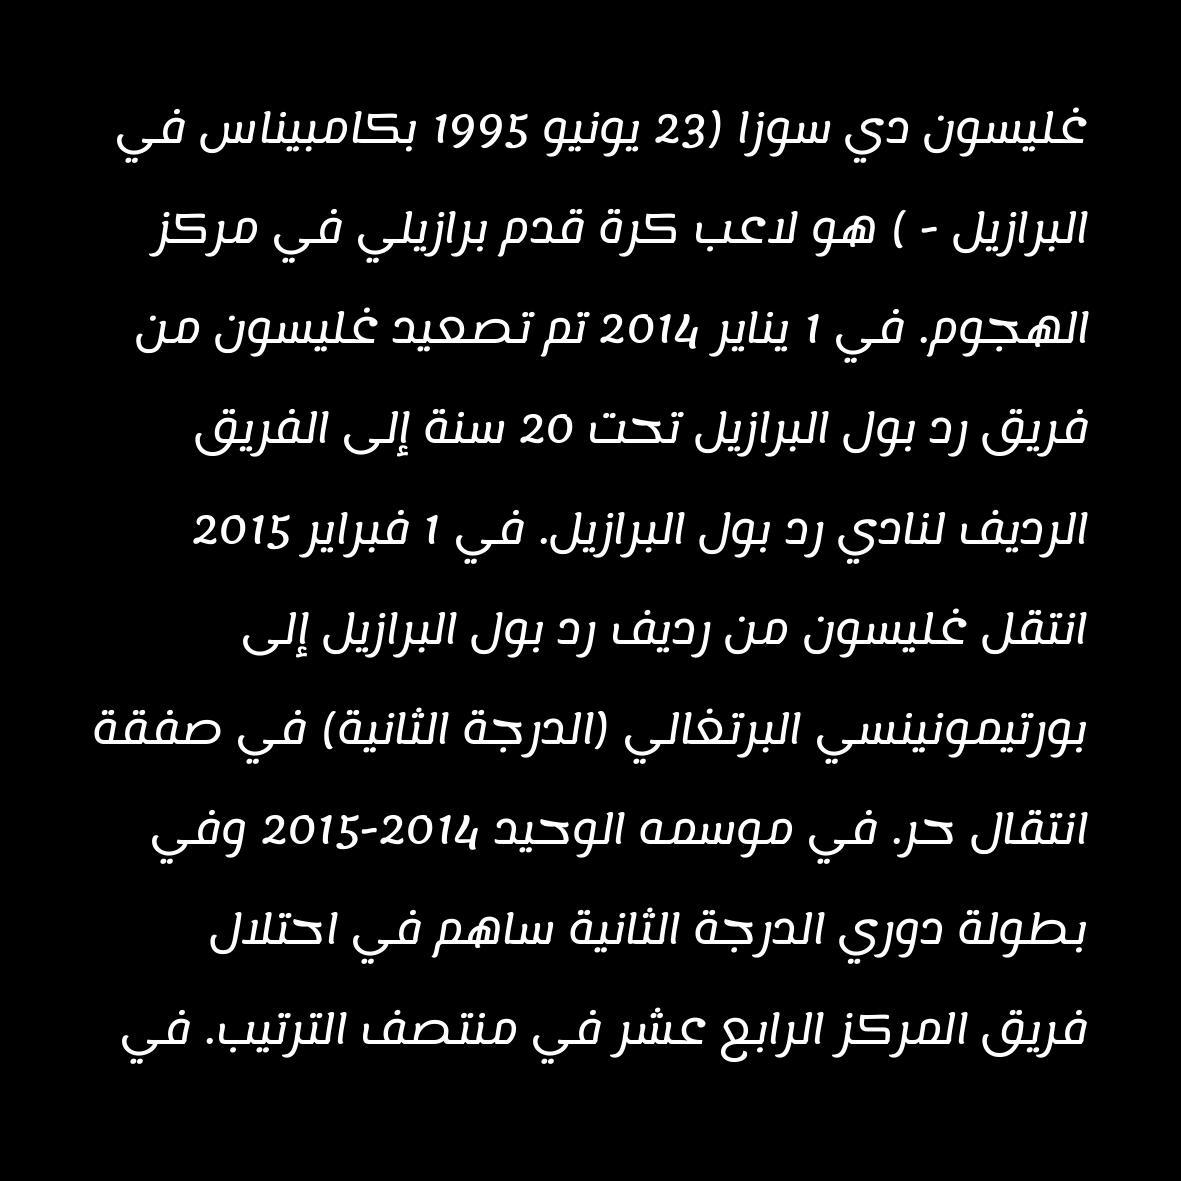 غليسون دي سوزا (23 يونيو 1995 بكامبيناس في
البرازيل - ) هو لاعب كرة قدم برازيلي في مركز
الهجوم. في 1 يناير 2014 تم تصعيد غليسون من
فريق رد بول البرازيل تحت 20 سنة إلى الفريق
الرديف لنادي رد بول البرازيل. في 1 فبراير 2015
انتقل غليسون من رديف رد بول البرازيل إلى
بورتيمونينسي البرتغالي (الدرجة الثانية) في صفقة
انتقال حر. في موسمه الوحيد 2014-2015 وفي
بطولة دوري الدرجة الثانية ساهم في احتلال
فريق المركز الرابع عشر في منتصف الترتيب. في